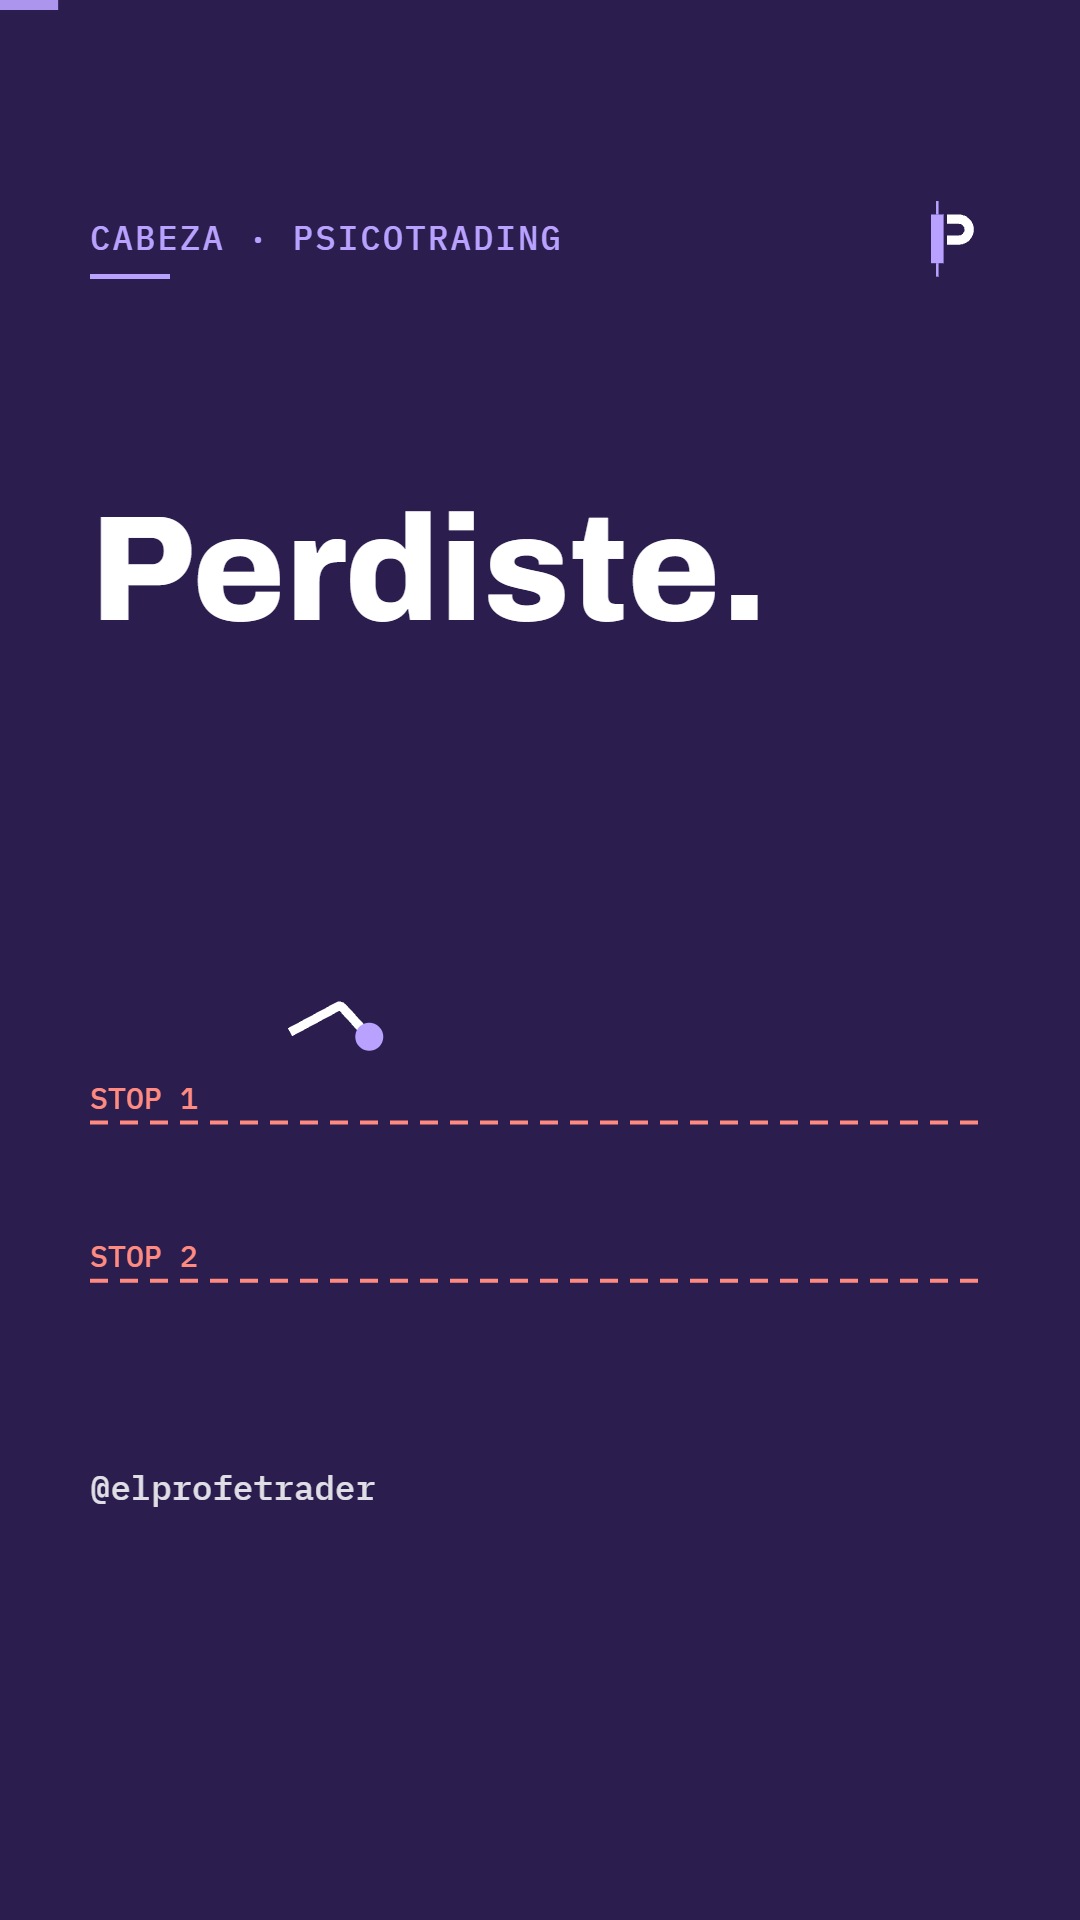 CABEZA · PSICOTRADING
P
Perdiste.
STOP 1
STOP 2
@elprofetrader